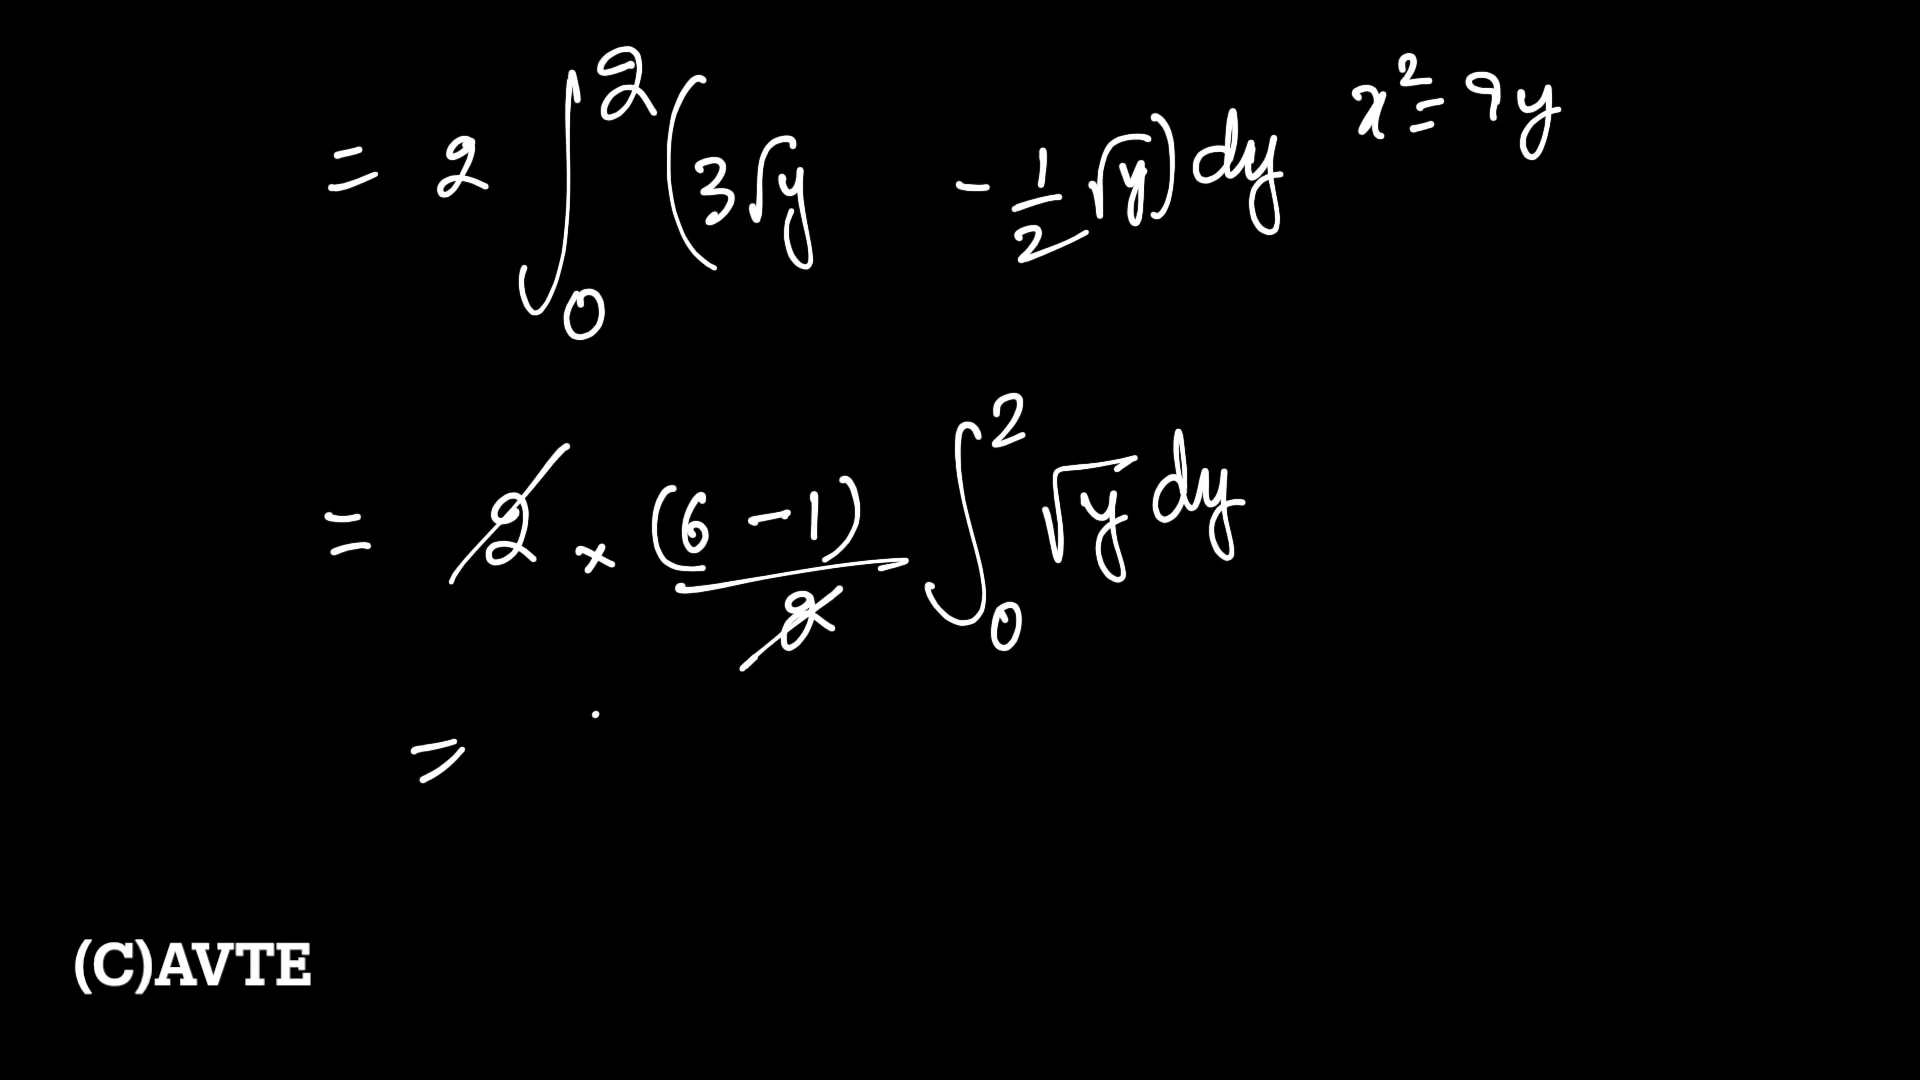 = 2 ∫₀² (3√y - 1/2 √y) dy x² = 9y
= 2 × (6 - 1)/2 ∫₀² √y dy
=
(C)AVTE